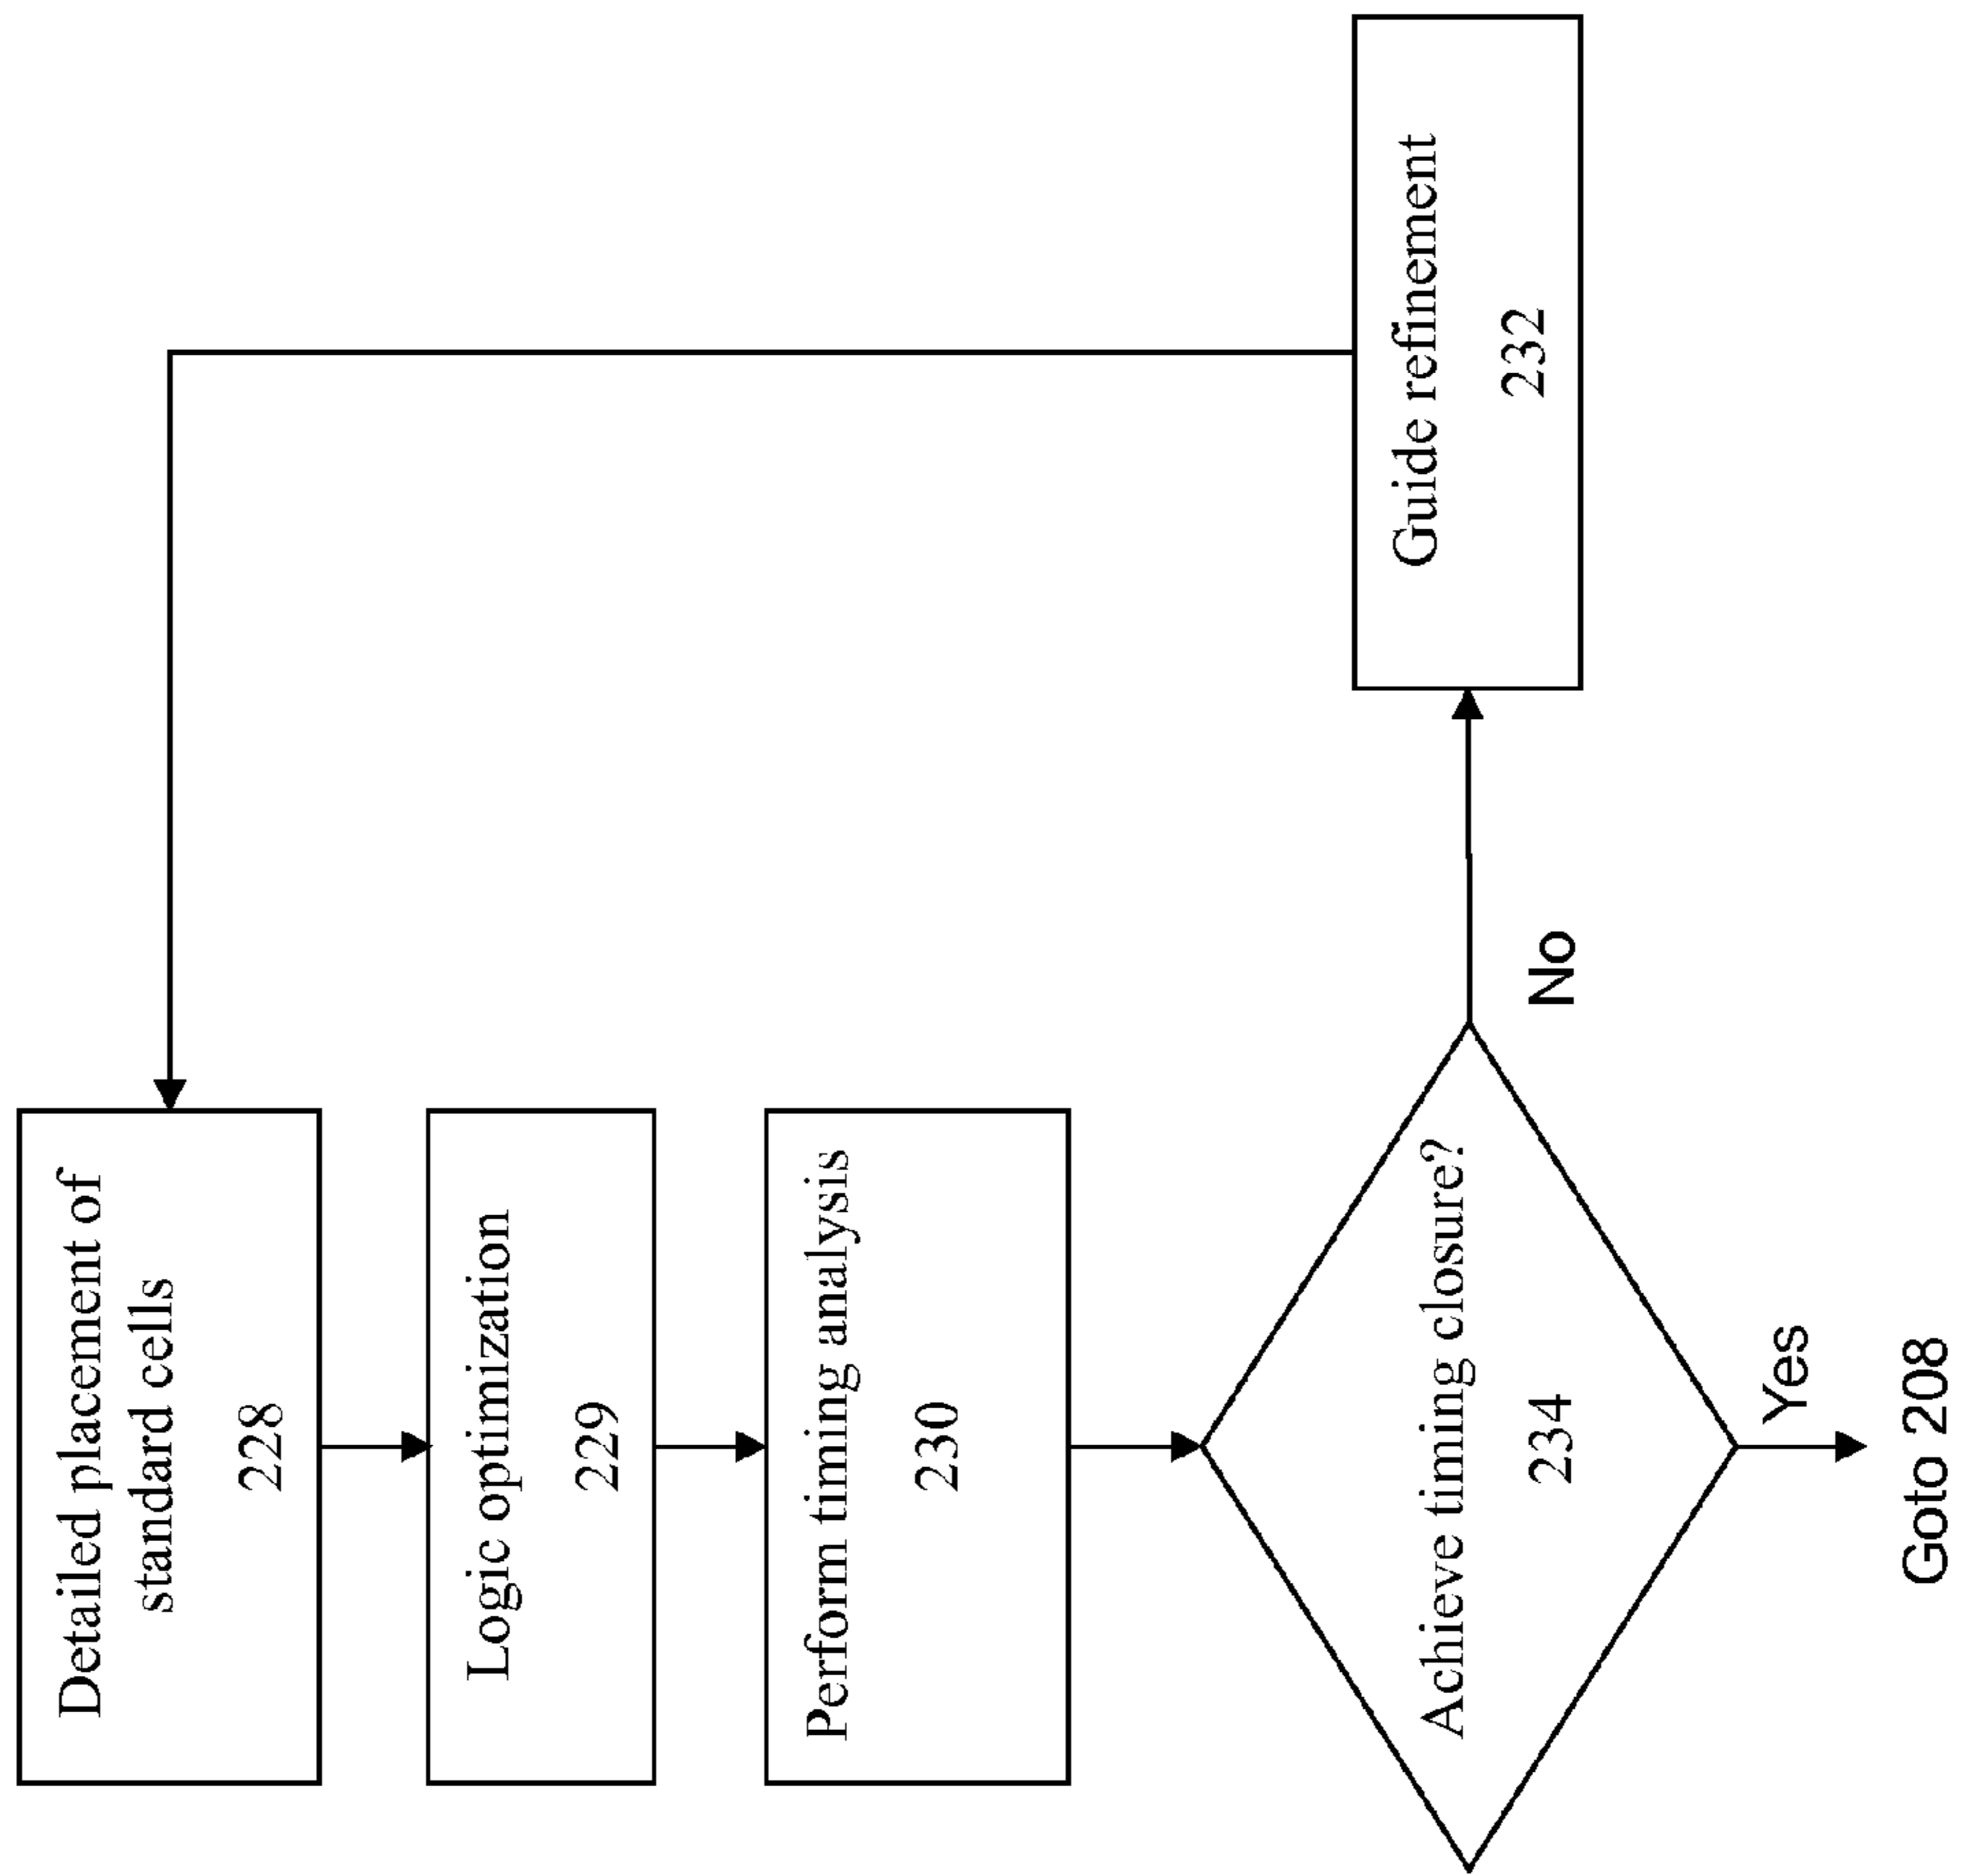 Detailed placement of
standard cells
228
Logic optimization
229
Perform timing analysis
230
Achieve timing closure?
234
No
Guide refinement
232
Yes
Goto 208